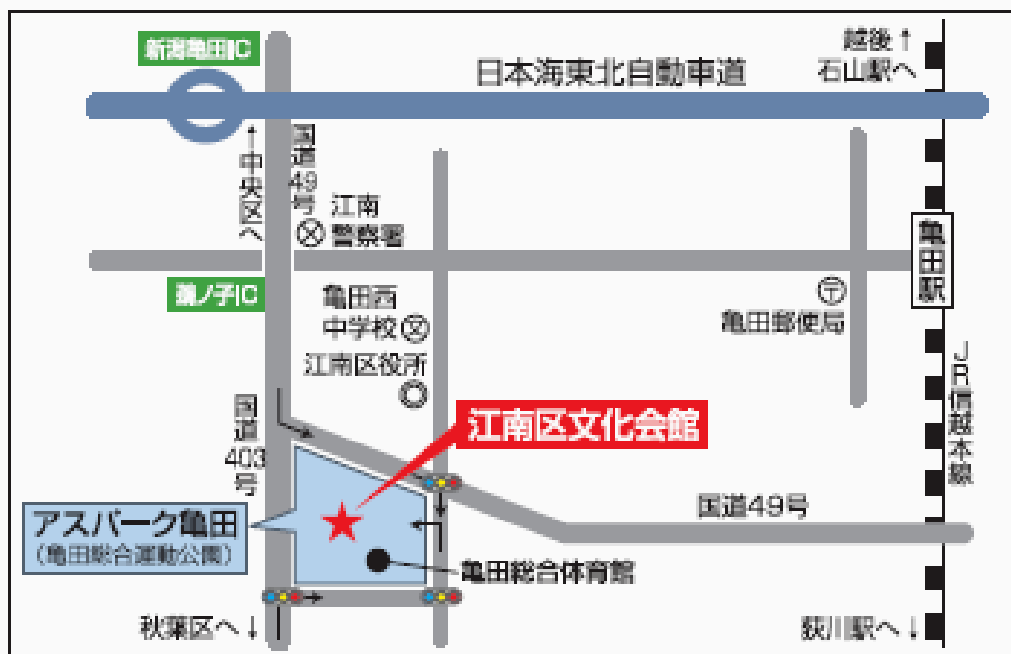 新潟亀田IC
越後↑
石山駅へ
日本海東北自動車道
↑中央区へ
国道49号
江南
警察署
亀田駅
鵜ノ子IC
亀田西
中学校
〒
亀田郵便局
江南区役所
JR信越本線
国道403号
江南区文化会館
国道49号
アスパーク亀田
(亀田総合運動公園)
亀田総合体育館
秋葉区へ↓
荻川駅へ↓